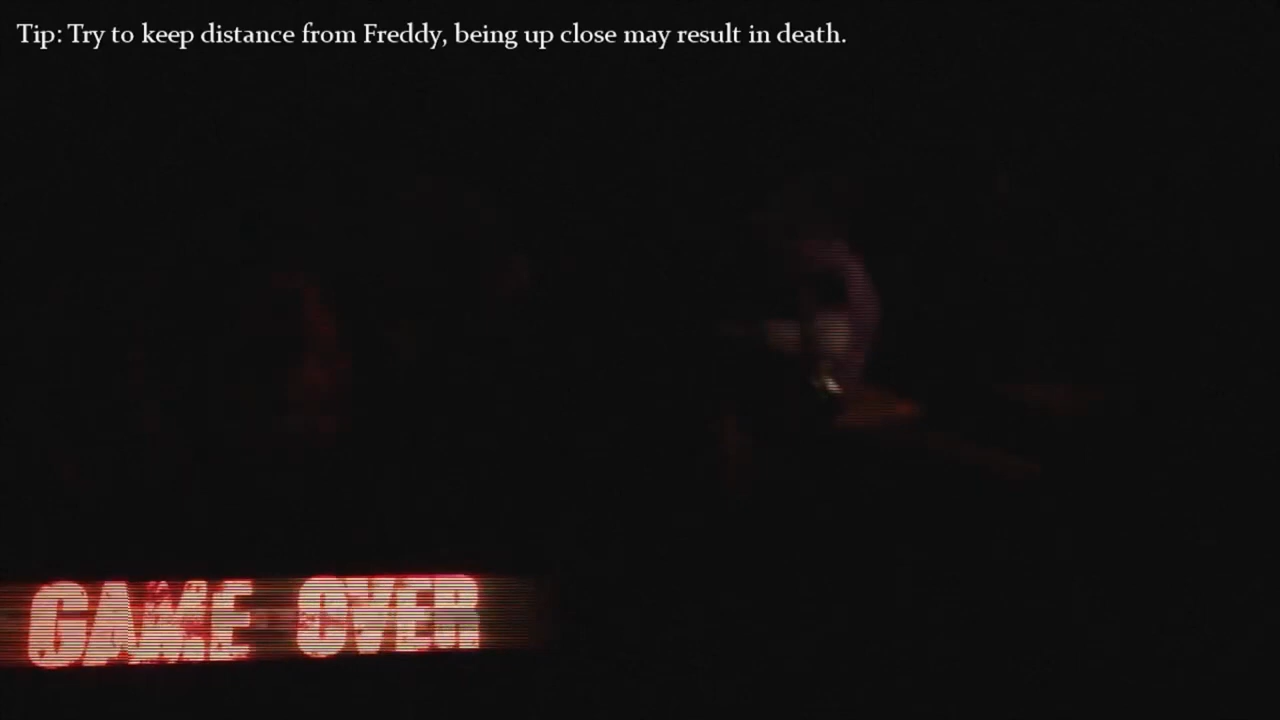 Tip: Try to keep distance from Freddy, being up close may result in death.
GAME OVER